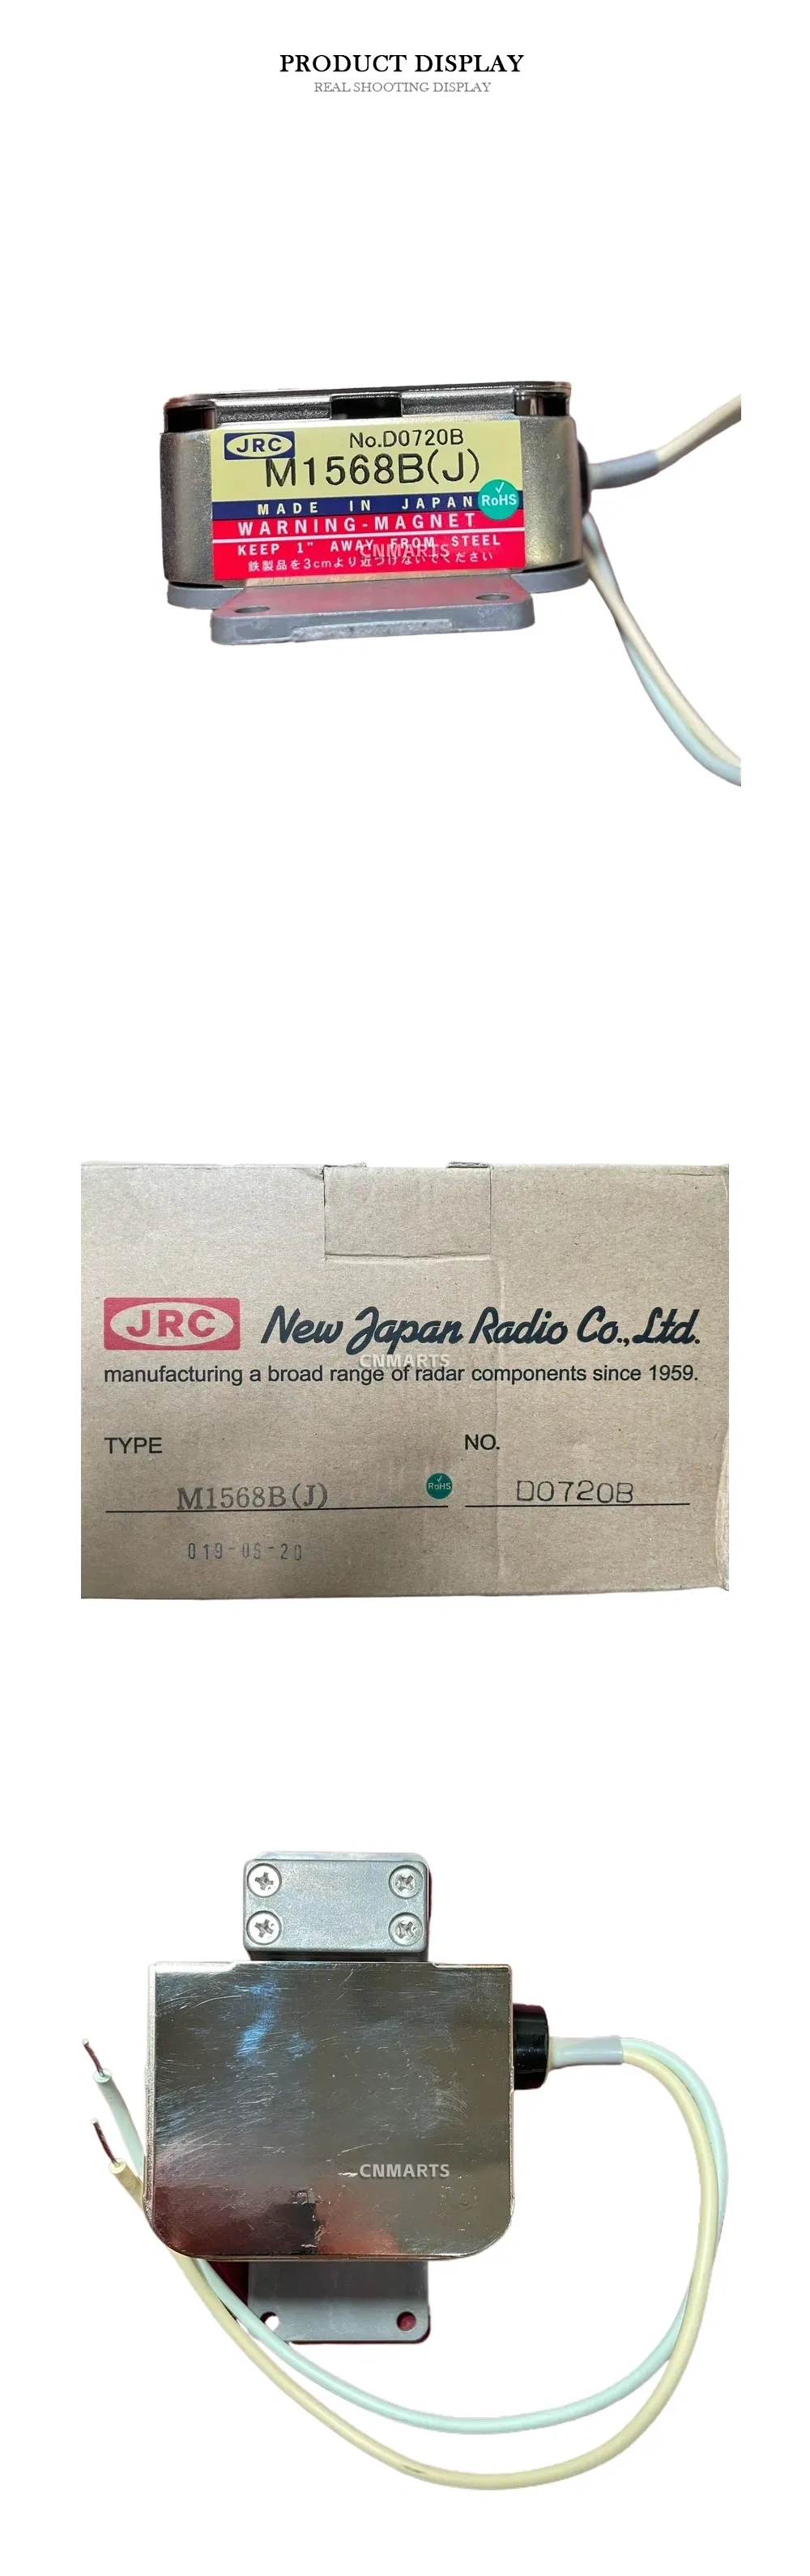 PRODUCT DISPLAY
REAL SHOOTING DISPLAY
JRC
No.D0720B
M1568B(J)
MADE IN JAPAN
✓
RoHS
WARNING-MAGNET
KEEP 1" AWAY FROM STEEL
CNMARTS
鉄製品を3cmより近づけないでください
JRC New Japan Radio Co.,Ltd.
CNMARTS
manufacturing a broad range of radar components since 1959.
TYPE
NO.
M1568B(J)
✓
RoHS
D0720B
019-06-20
CNMARTS